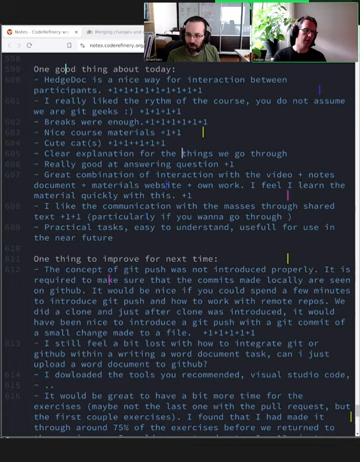 Notes - CodeRefinery
Merging changes and
notes.coderefinery.org
599 One good thing about today:
600 - HedgeDoc is a nice way for interaction between
participants. +1+1+1+1+1+1+1+1+1+1
601 - I really liked the rythm of the course, you do not assume
we are git geeks :) +1+1+1+1+1
602 - Breaks were enough.+1+1+1+1+1+1
603 - Nice course materials +1+1
604 - Cute cat(s) +1+1++1+1+1
605 - Clear explanation for the things we go through
606 - Really good at answering question +1
607 - Great combination of interaction with the video + notes
document + materials website + own work. I feel I learn the
material quickly with this. +1
608 - I like the communication with the masses through shared
text +1+1 (particularly if you wanna go through )
609 - Practical tasks, easy to understand, usefull for use in
the near future
610
611 One thing to improve for next time:
612 - The concept of git push was not introduced properly. It is
required to make sure that the commits made locally are seen
on github. It would be nice if you could spend a few minutes
to introduce git push and how to work with remote repos. We
did a clone and just after clone was introduced, it would
have been nice to introduce a git push with a git commit of
a small change made to a file. +1+1+1+1+1+1
613 - I still feel a bit lost with how to integrate git or
github within a writing a word document task, can i just
upload a word document to github?
614 - I dowloaded the tools you recommended, visual studio code,
615 - ..
616 - It would be great to have a bit more time for the
exercises (maybe not the last one with the pull request, but
the first couple exercises). I found that I had made it
through around 75% of the exercises before we returned to